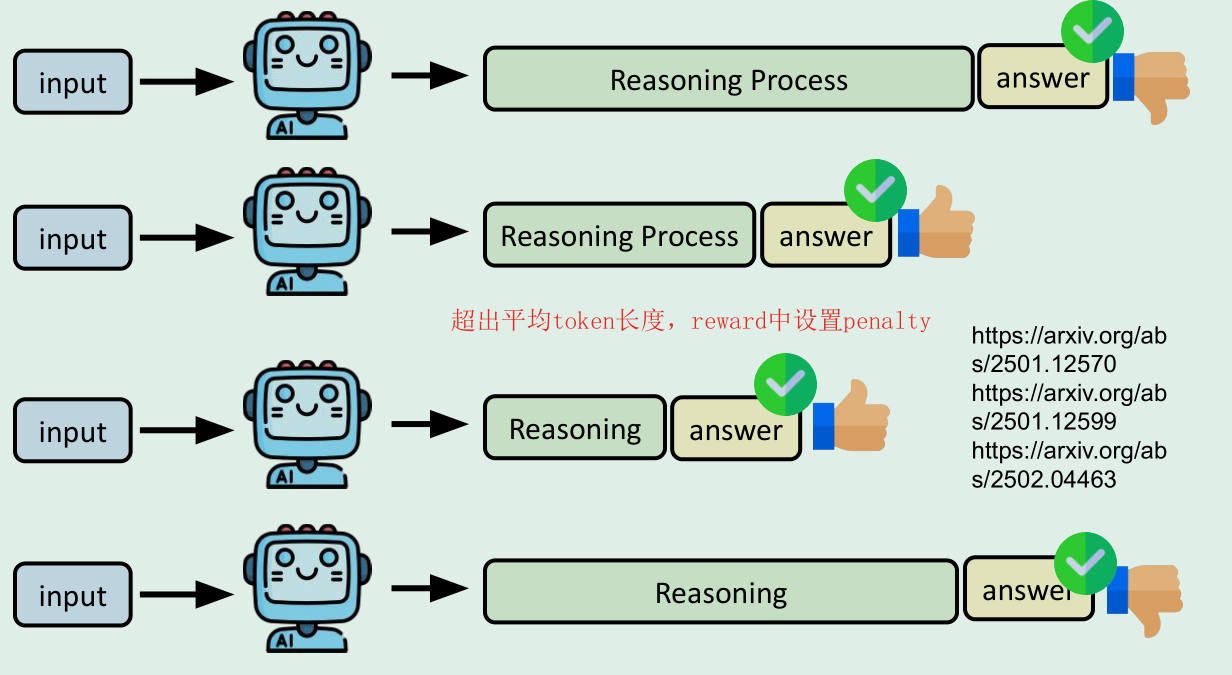 input
AI
Reasoning Process
answer
input
AI
Reasoning Process
answer
超出平均token长度，reward中设置penalty
https://arxiv.org/ab
s/2501.12570
https://arxiv.org/ab
s/2501.12599
https://arxiv.org/ab
s/2502.04463
input
AI
Reasoning
answer
input
AI
Reasoning
answer